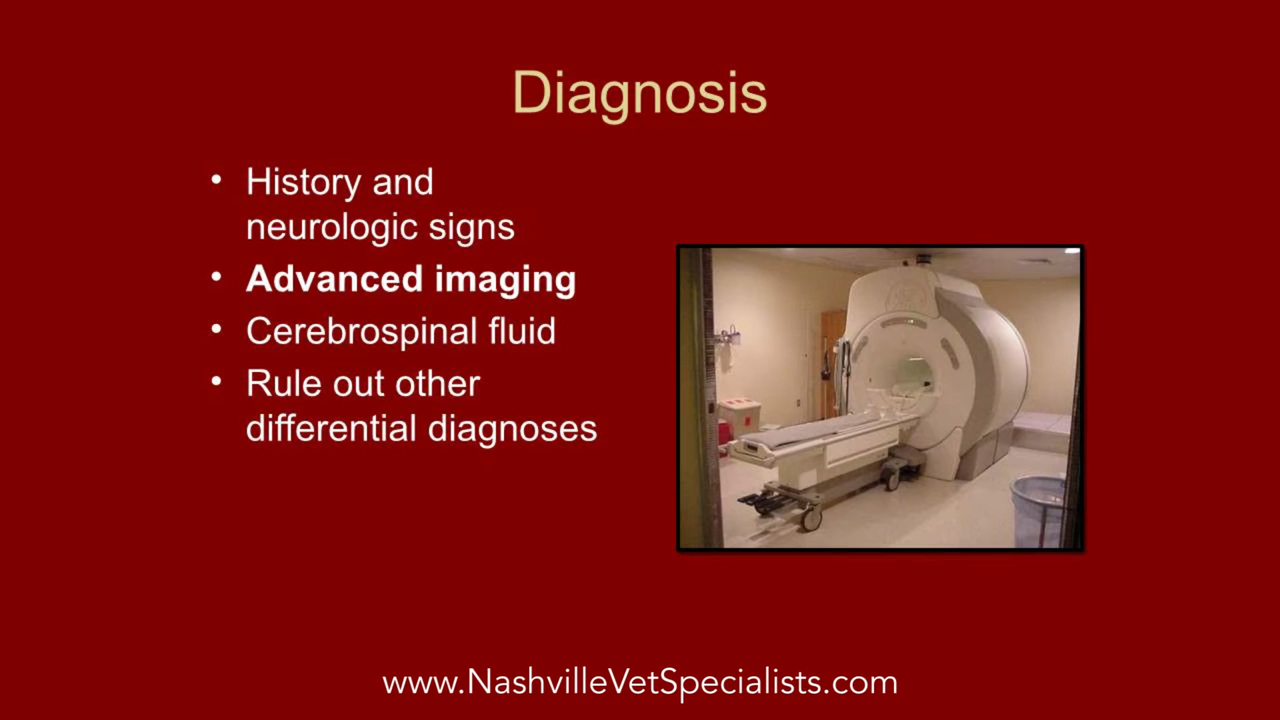 Diagnosis
• History and
neurologic signs
• Advanced imaging
• Cerebrospinal fluid
• Rule out other
differential diagnoses
www.NashvilleVetSpecialists.com